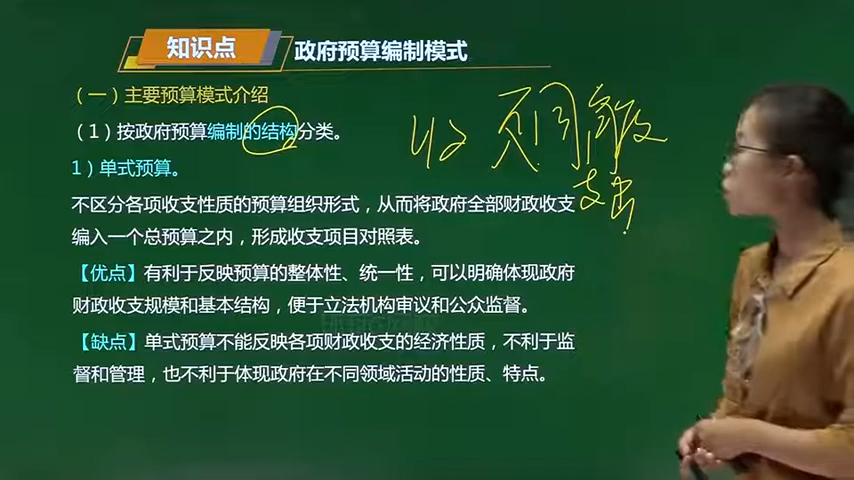 知识点
政府预算编制模式
（一）主要预算模式介绍
（1）按政府预算编制的结构分类。
1）单式预算。
不区分各项收支性质的预算组织形式，从而将政府全部财政收支
编入一个总预算之内，形成收支项目对照表。
【优点】有利于反映预算的整体性、统一性，可以明确体现政府
财政收支规模和基本结构，便于立法机构审议和公众监督。
【缺点】单式预算不能反映各项财政收支的经济性质，不利于监
督和管理，也不利于体现政府在不同领域活动的性质、特点。
支出